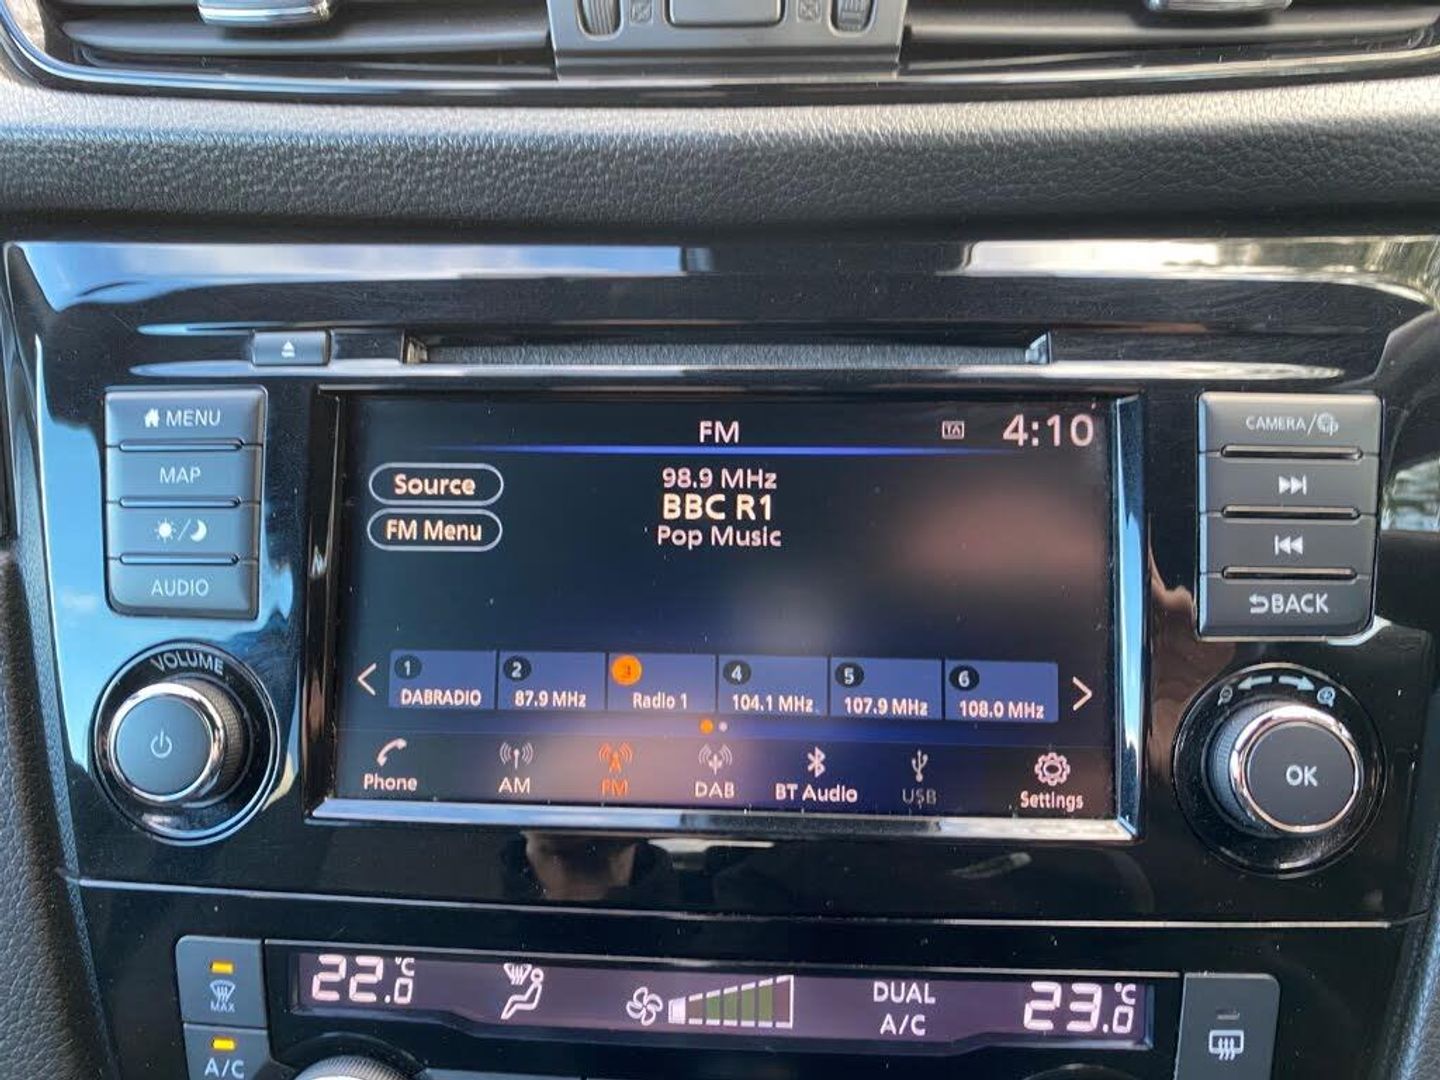 MENU
MAP
AUDIO
VOLUME
FM
TA
4:10
Source
FM Menu
98.9 MHz
BBC R1
Pop Music
1
DABRADIO
2
87.9 MHz
3
Radio 1
4
104.1 MHz
5
107.9 MHz
6
108.0 MHz
Phone
AM
FM
DAB
BT Audio
USB
Settings
CAMERA/
BACK
OK
MAX
A/C
22.0 °C
DUAL
A/C
23.0 °C